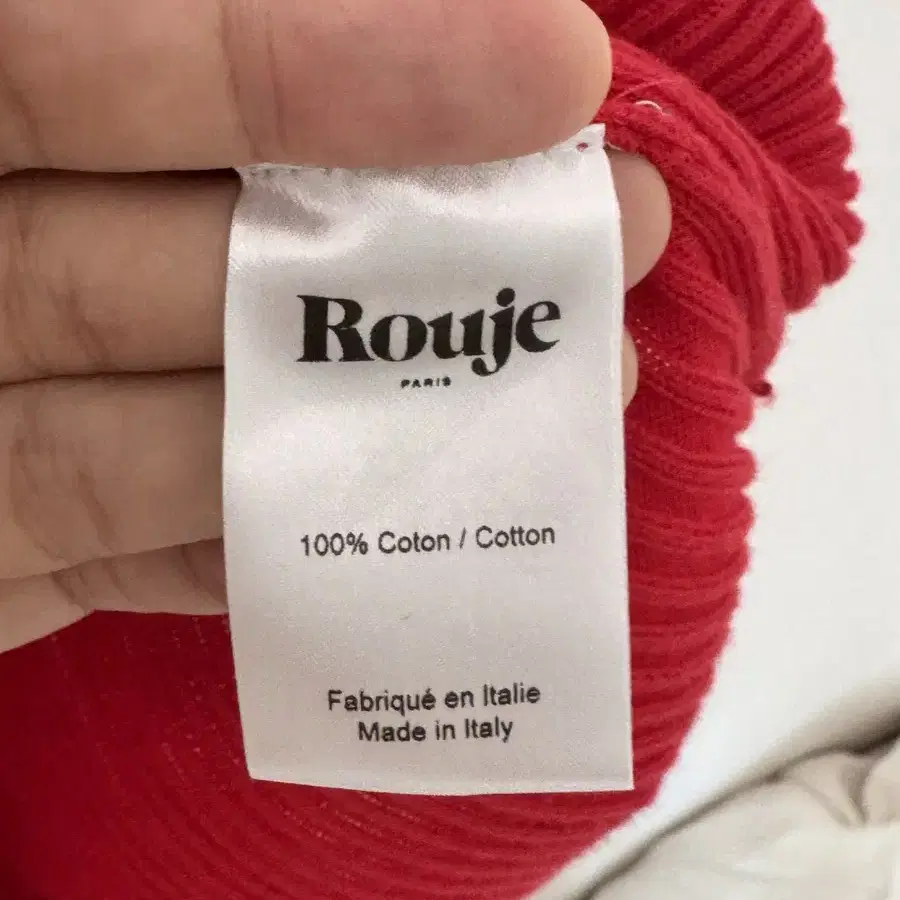 Rouje
PARIS
100% Coton / Cotton
Fabriqué en Italie
Made in Italy